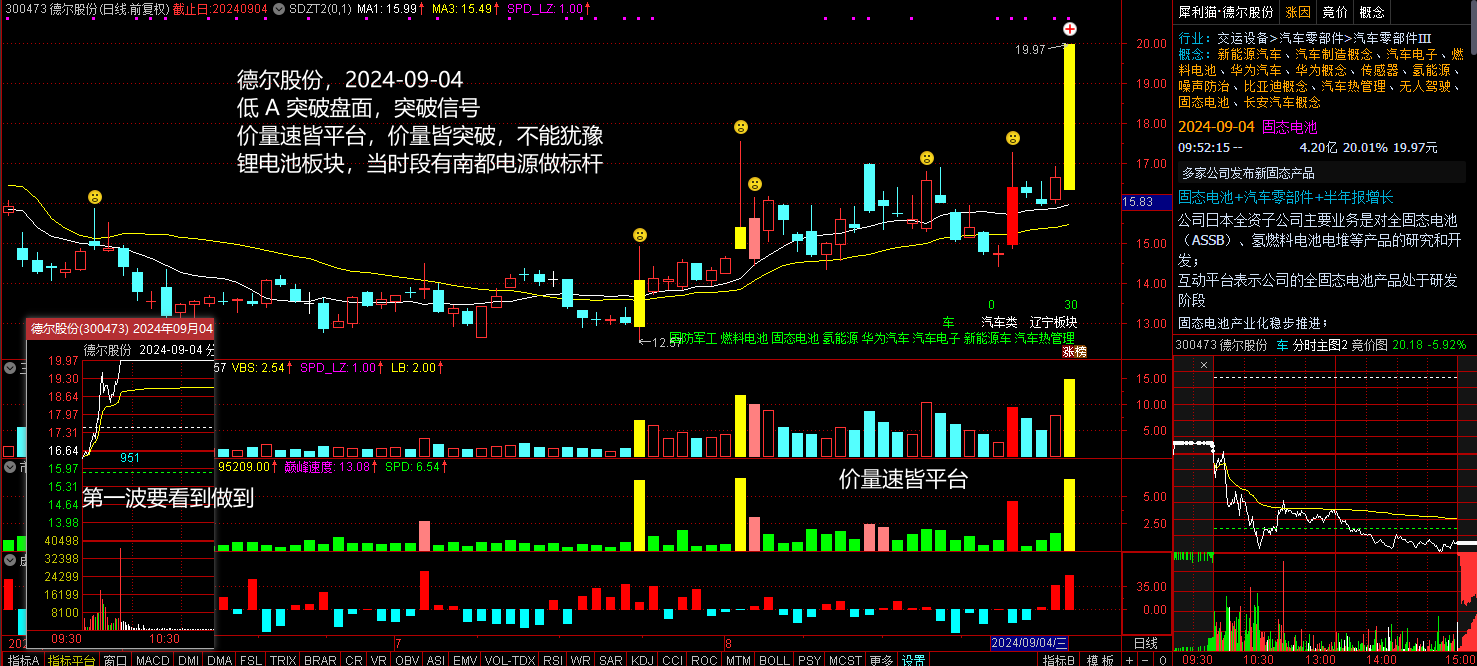 300473 德尔股份(日线.前复权) 截止日:20240904 SDZT2(0,1) MA1: 15.99↑ MA3: 15.49↑ SPD_LZ: 1.00↑
德尔股份，2024-09-04
低 A 突破盘面，突破信号
价量速皆平台，价量皆突破，不能犹豫
锂电池板块，当时段有南都电源做标杆
19.97
20.00
19.00
18.00
17.00
15.83
15.00
14.00
13.00
0 30
车 汽车类 辽宁板块
国防军工 燃料电池 固态电池 氢能源 华为汽车 汽车电子 新能源车 汽车热管理
涨榜
德尔股份(300473) 2024年09月04
德尔股份 2024-09-04 分
19.97
19.30
18.64
17.97
17.31
16.64
15.97
15.31
14.64
13.98
40498
32398
24299
16199
8100
951
09:30 10:30
第一波要看到做到
57 VBS: 2.54↑ SPD_LZ: 1.00↑ LB: 2.00↑
15.00
10.00
5.00
95209.00↑ 巅峰速度: 13.08↑ SPD: 6.54↑
价量速皆平台
5.00
2.50
35.00
0.00
7 8 2024/09/04/三 日线
指标A 指标平台 窗口 MACD DMI DMA FSL TRIX BRAR CR VR OBV ASI EMV VOL-TDX RSI WR SAR KDJ CCI ROC MTM BOLL PSY MCST 更多 设置 指标B 模板 + - 0
犀利猫·德尔股份 涨因 竞价 概念
行业: 交运设备>汽车零部件>汽车零部件Ⅲ
概念: 新能源汽车、汽车制造概念、汽车电子、燃
料电池、华为汽车、华为概念、传感器、氢能源、
噪声防治、比亚迪概念、汽车热管理、无人驾驶、
固态电池、长安汽车概念
2024-09-04 固态电池
09:52:15 -- 4.20亿 20.01% 19.97元
多家公司发布新固态产品
固态电池+汽车零部件+半年报增长
公司日本全资子公司主要业务是对全固态电池
（ASSB）、氢燃料电池电堆等产品的研究和开
发；
互动平台表示公司的全固态电池产品处于研发
阶段
固态电池产业化稳步推进；
300473 德尔股份 车 分时主图2 竞价图 20.18 -5.92%
09:30 10:30 13:00 14:00